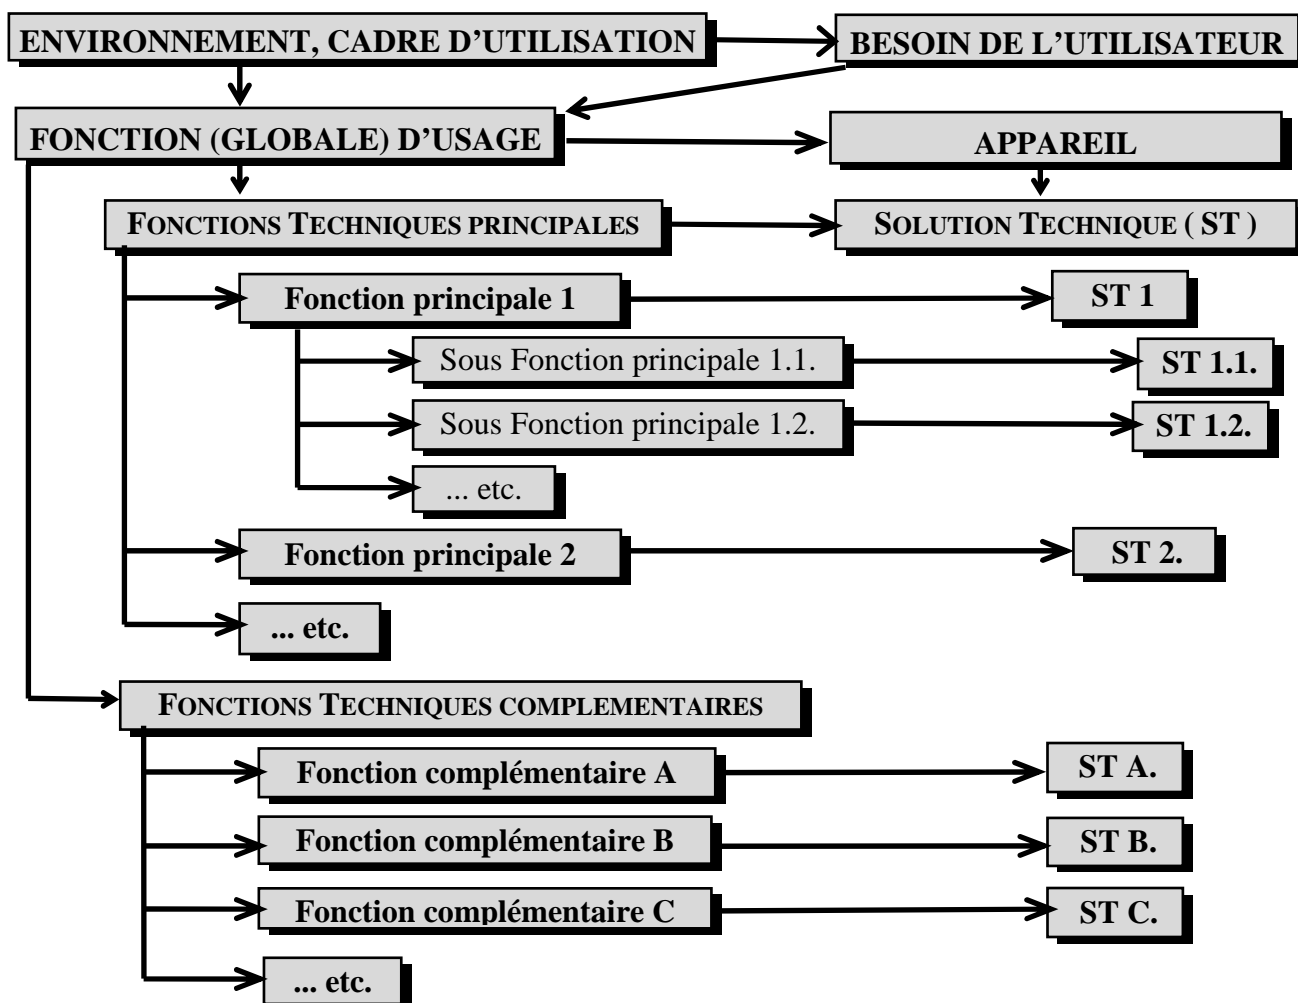 ENVIRONNEMENT, CADRE D'UTILISATION
BESOIN DE L'UTILISATEUR
FONCTION (GLOBALE) D'USAGE
APPAREIL
FONCTIONS TECHNIQUES PRINCIPALES
SOLUTION TECHNIQUE ( ST )
Fonction principale 1
ST 1
Sous Fonction principale 1.1.
ST 1.1.
Sous Fonction principale 1.2.
ST 1.2.
... etc.
Fonction principale 2
ST 2.
... etc.
FONCTIONS TECHNIQUES COMPLEMENTAIRES
Fonction complémentaire A
ST A.
Fonction complémentaire B
ST B.
Fonction complémentaire C
ST C.
... etc.